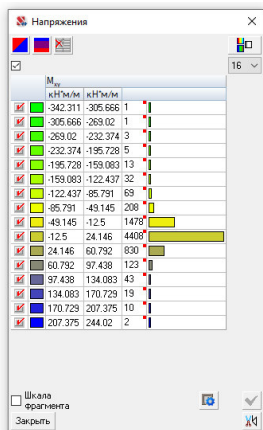 Напряжения
16
Mxy
кН*м/м кН*м/м
-342.311 -305.666 1
-305.666 -269.02 1
-269.02 -232.374 3
-232.374 -195.728 5
-195.728 -159.083 13
-159.083 -122.437 32
-122.437 -85.791 69
-85.791 -49.145 208
-49.145 -12.5 1478
-12.5 24.146 4408
24.146 60.792 830
60.792 97.438 123
97.438 134.083 43
134.083 170.729 19
170.729 207.375 10
207.375 244.02 2
Шкала
фрагмента
Закрыть